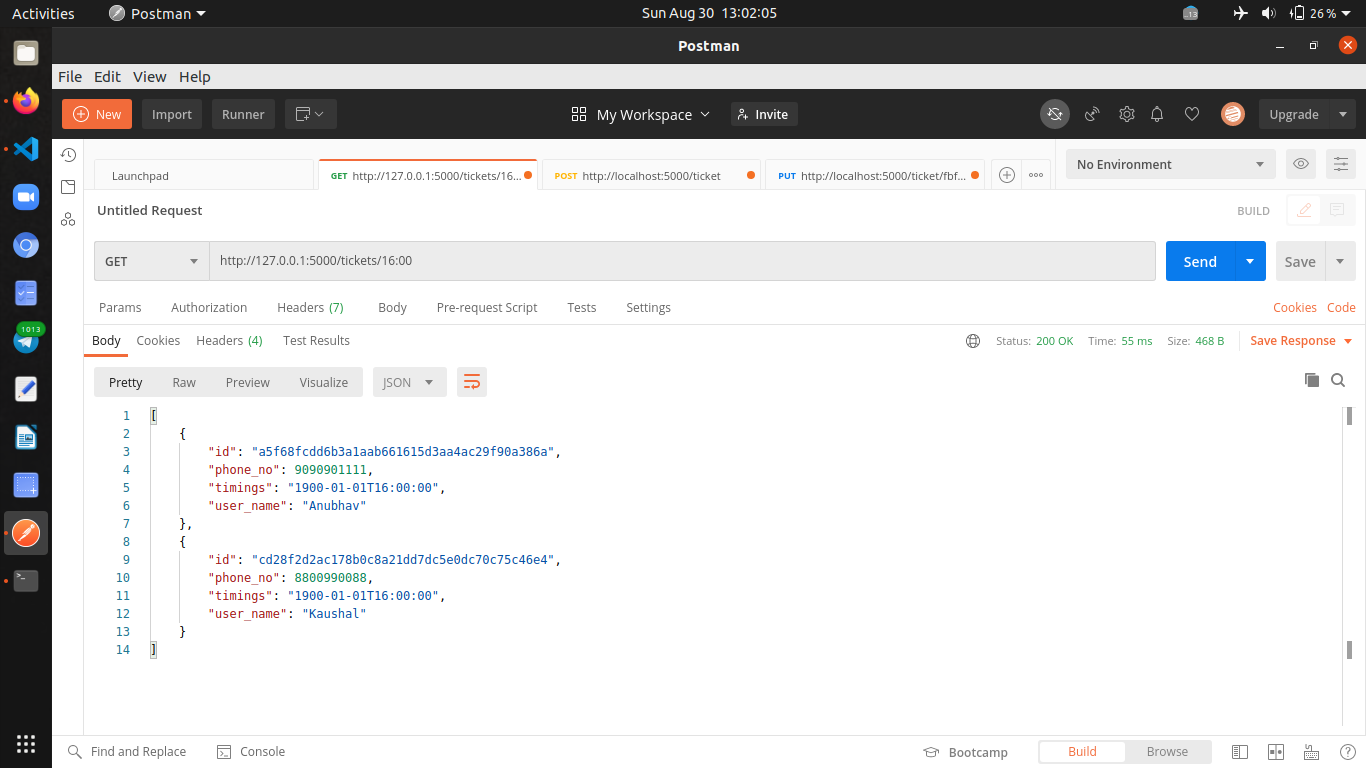 Activities
Postman
Sun Aug 30 13:02:05
26%
Postman
File Edit View Help
New
Import
Runner
My Workspace
Invite
Upgrade
Launchpad
GET http://127.0.0.1:5000/tickets/16...
POST http://localhost:5000/ticket
PUT http://localhost:5000/ticket/fbf...
No Environment
Untitled Request
BUILD
GET
http://127.0.0.1:5000/tickets/16:00
Send
Save
Params Authorization Headers (7) Body Pre-request Script Tests Settings
Cookies Code
Body Cookies Headers (4) Test Results
Status: 200 OK Time: 55 ms Size: 468 B
Save Response
Pretty Raw Preview Visualize
JSON
1 [
2 {
3 "id": "a5f68fcdd6b3a1aab661615d3aa4ac29f90a386a",
4 "phone_no": 9090901111,
5 "timings": "1900-01-01T16:00:00",
6 "user_name": "Anubhav"
7 },
8 {
9 "id": "cd28f2d2ac178b0c8a21dd7dc5e0dc70c75c46e4",
10 "phone_no": 8800990088,
11 "timings": "1900-01-01T16:00:00",
12 "user_name": "Kaushal"
13 }
14 ]
1013
Find and Replace
Console
Bootcamp
Build
Browse